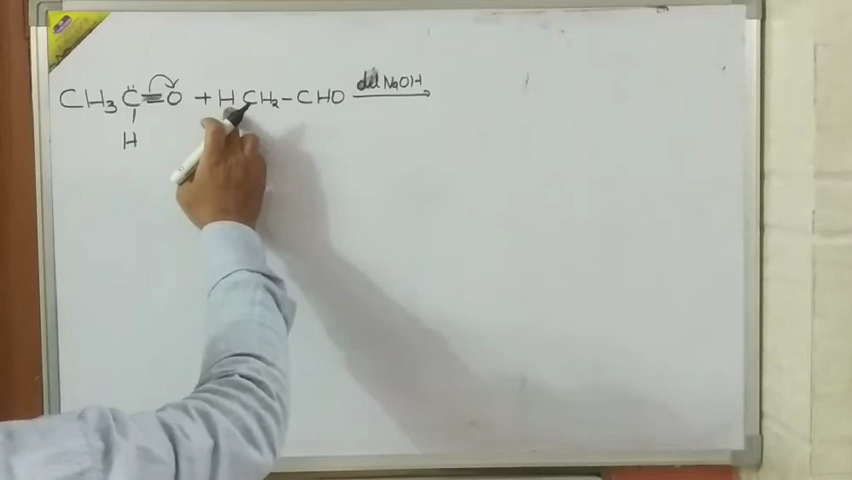 CH₃ C=O + H CH₂-CHO dil NaOH
H